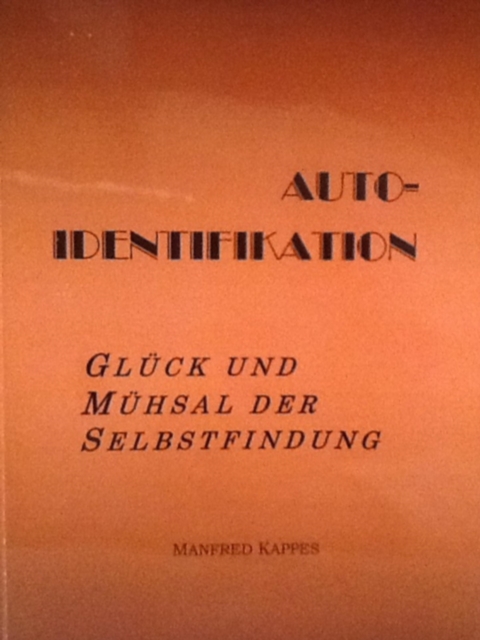 AUTO-
IDENTIFIKATION
GLÜCK UND
MÜHSAL DER
SELBSTFINDUNG
MANFRED KAPPES